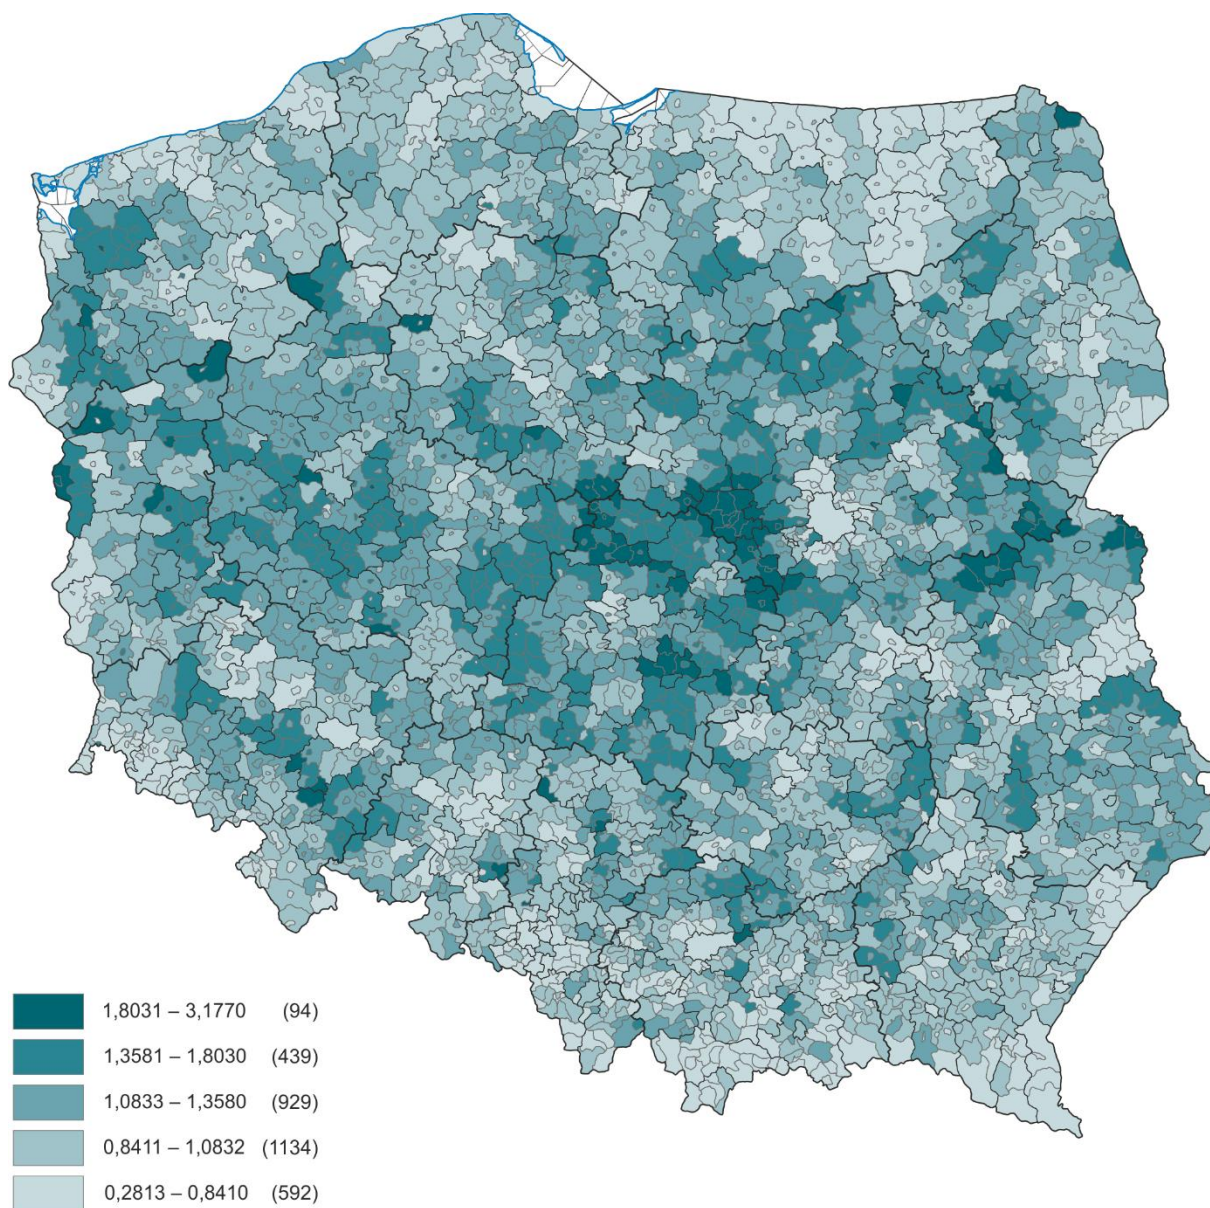 1,8031 – 3,1770 (94)
1,3581 – 1,8030 (439)
1,0833 – 1,3580 (929)
0,8411 – 1,0832 (1134)
0,2813 – 0,8410 (592)